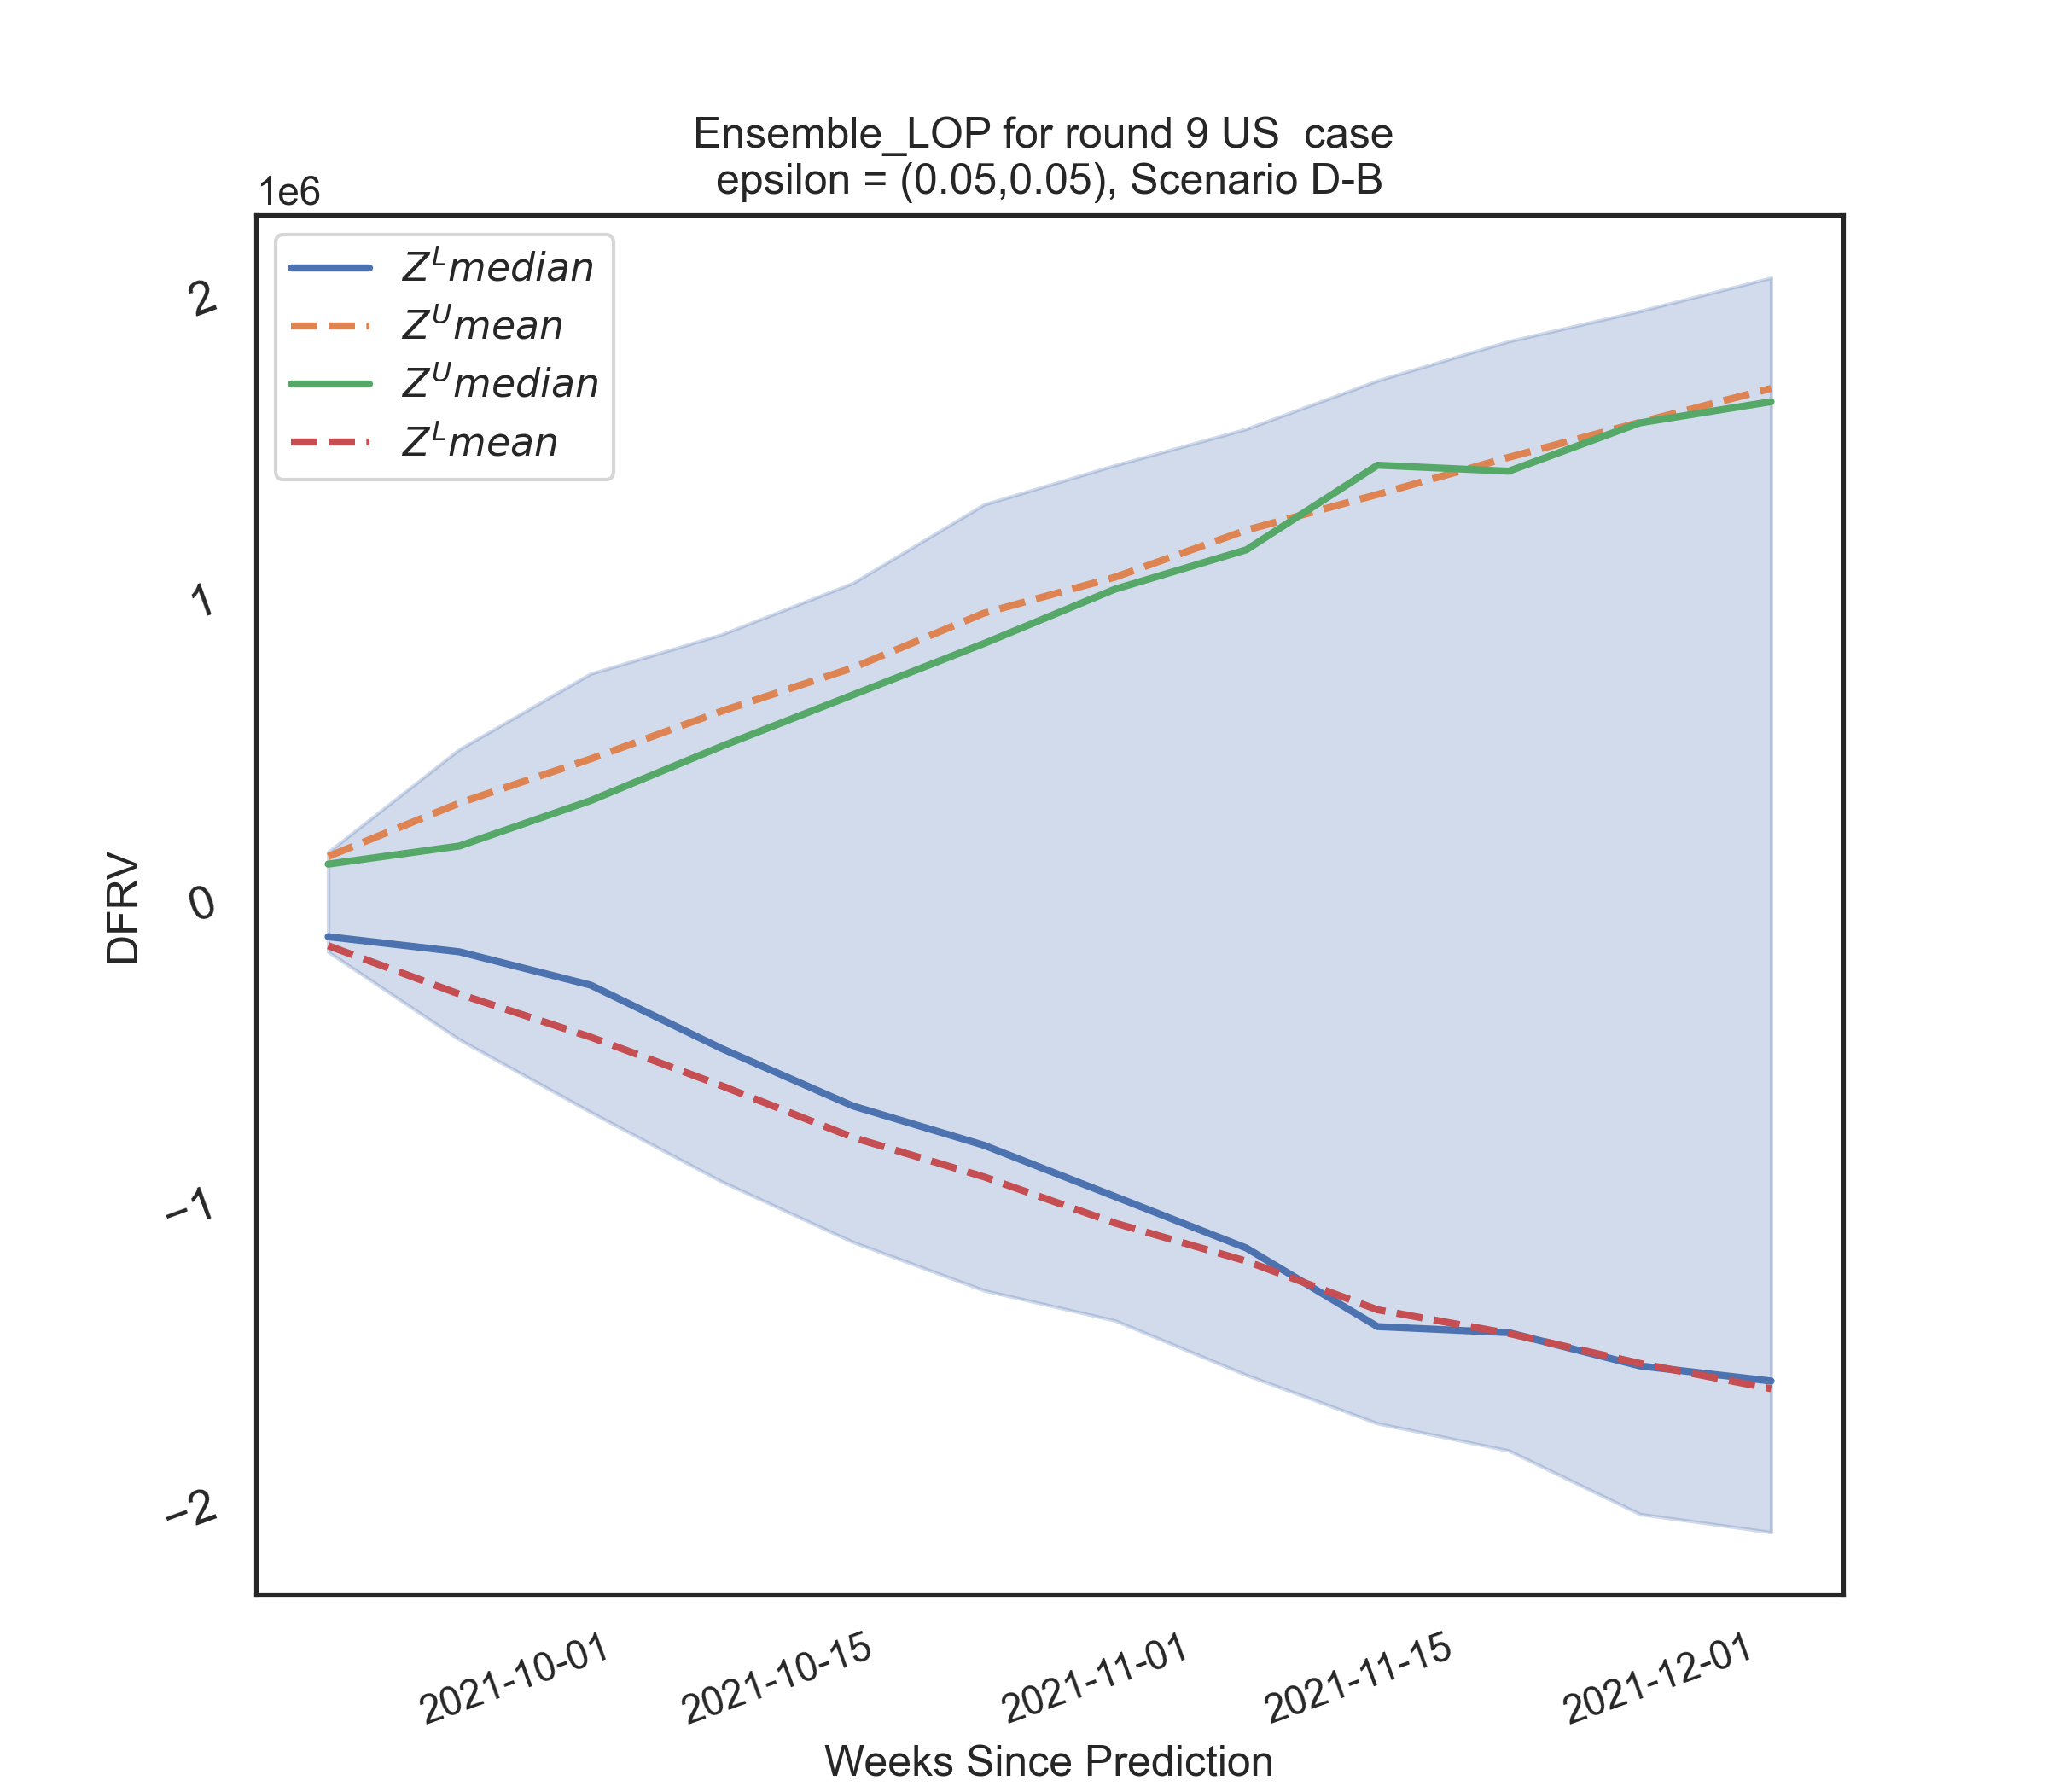 Ensemble_LOP for round 9 US  case
epsilon = (0.05,0.05), Scenario D-B
1e6
Z^L median
Z^U mean
Z^U median
Z^L mean
2
1
0
−1
−2
DFRV
2021-10-01
2021-10-15
2021-11-01
2021-11-15
2021-12-01
Weeks Since Prediction